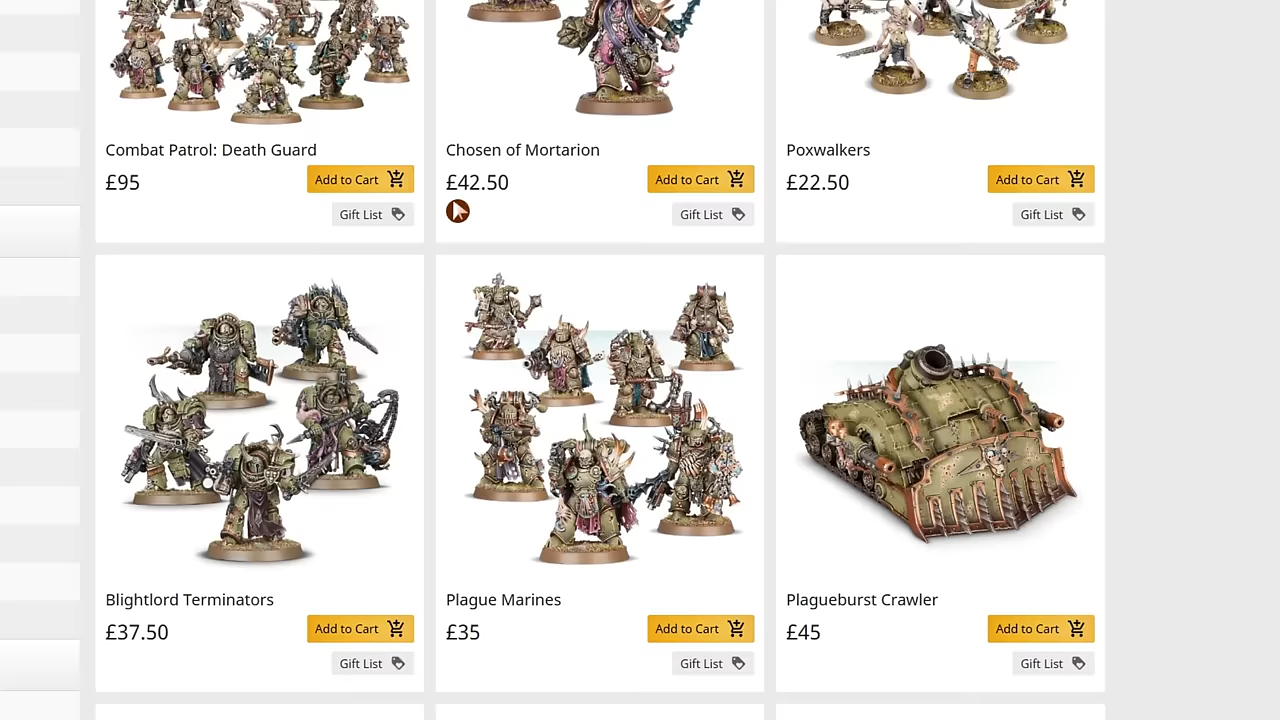 Combat Patrol: Death Guard
£95
Add to Cart
Gift List
Chosen of Mortarion
£42.50
Add to Cart
Gift List
Poxwalkers
£22.50
Add to Cart
Gift List
Blightlord Terminators
£37.50
Add to Cart
Gift List
Plague Marines
£35
Add to Cart
Gift List
Plagueburst Crawler
£45
Add to Cart
Gift List